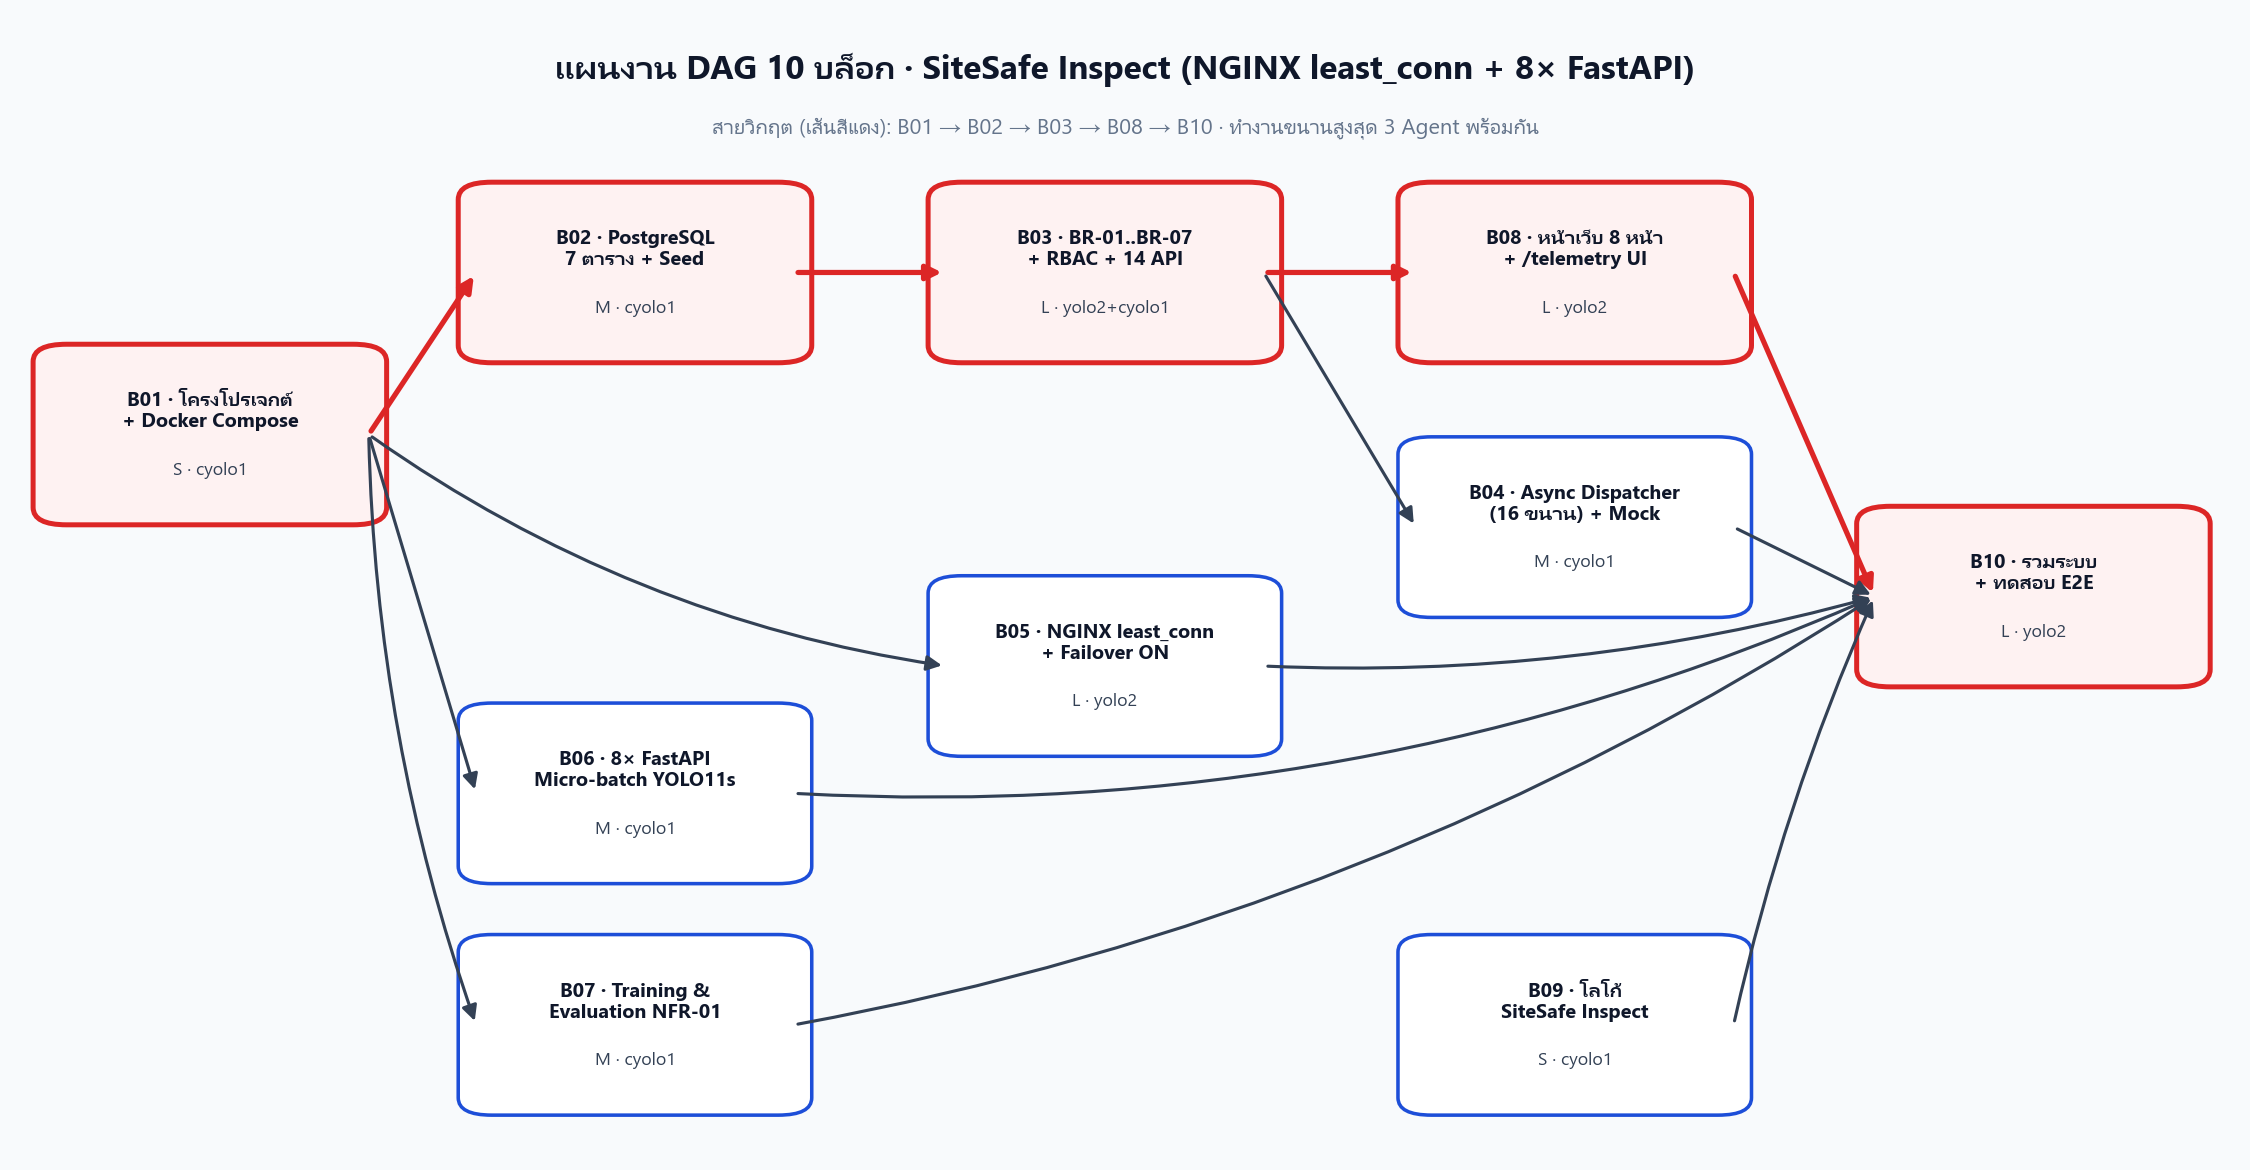 แผนงาน DAG 10 บล็อก · SiteSafe Inspect (NGINX least_conn + 8× FastAPI)
สายวิกฤต (เส้นสีแดง): B01 → B02 → B03 → B08 → B10 · ทำงานขนานสูงสุด 3 Agent พร้อมกัน
B02 · PostgreSQL
7 ตาราง + Seed
M · cyolo1
B03 · BR-01..BR-07
+ RBAC + 14 API
L · yolo2+cyolo1
B08 · หน้าเว็บ 8 หน้า
+ /telemetry UI
L · yolo2
B01 · โครงโปรเจกต์
+ Docker Compose
S · cyolo1
B04 · Async Dispatcher
(16 ขนาน) + Mock
M · cyolo1
B10 · รวมระบบ
+ ทดสอบ E2E
L · yolo2
B05 · NGINX least_conn
+ Failover ON
L · yolo2
B06 · 8× FastAPI
Micro-batch YOLO11s
M · cyolo1
B07 · Training &
Evaluation NFR-01
M · cyolo1
B09 · โลโก้
SiteSafe Inspect
S · cyolo1